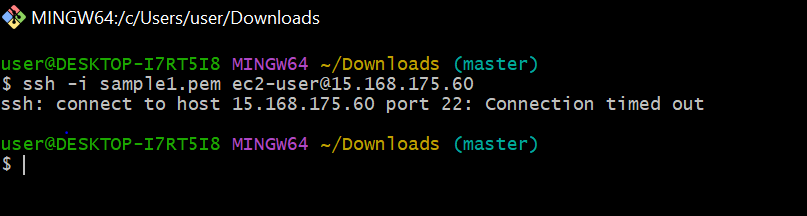 MINGW64:/c/Users/user/Downloads
user@DESKTOP-I7RT5I8 MINGW64 ~/Downloads (master)
$ ssh -i sample1.pem ec2-user@15.168.175.60
ssh: connect to host 15.168.175.60 port 22: Connection timed out
user@DESKTOP-I7RT5I8 MINGW64 ~/Downloads (master)
$